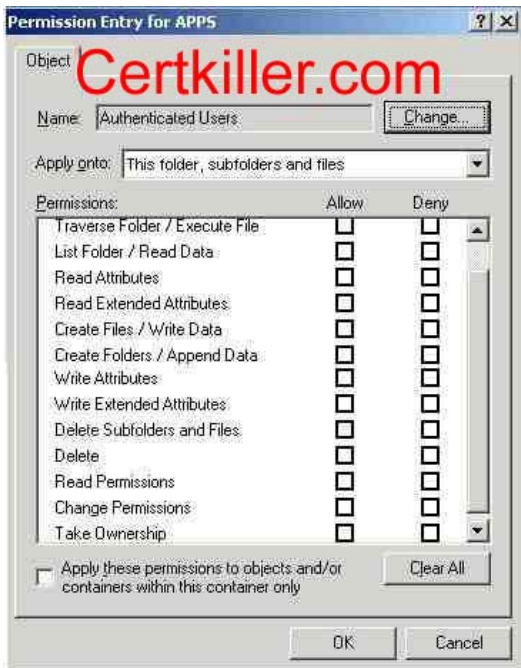 Permission Entry for APPS
Object
Certkiller.com
Name: Authenticated Users
Change...
Apply onto: This folder, subfolders and files
Permissions: Allow Deny
Traverse Folder / Execute File
List Folder / Read Data
Read Attributes
Read Extended Attributes
Create Files / Write Data
Create Folders / Append Data
Write Attributes
Write Extended Attributes
Delete Subfolders and Files
Delete
Read Permissions
Change Permissions
Take Ownership
Apply these permissions to objects and/or
containers within this container only
Clear All
OK Cancel